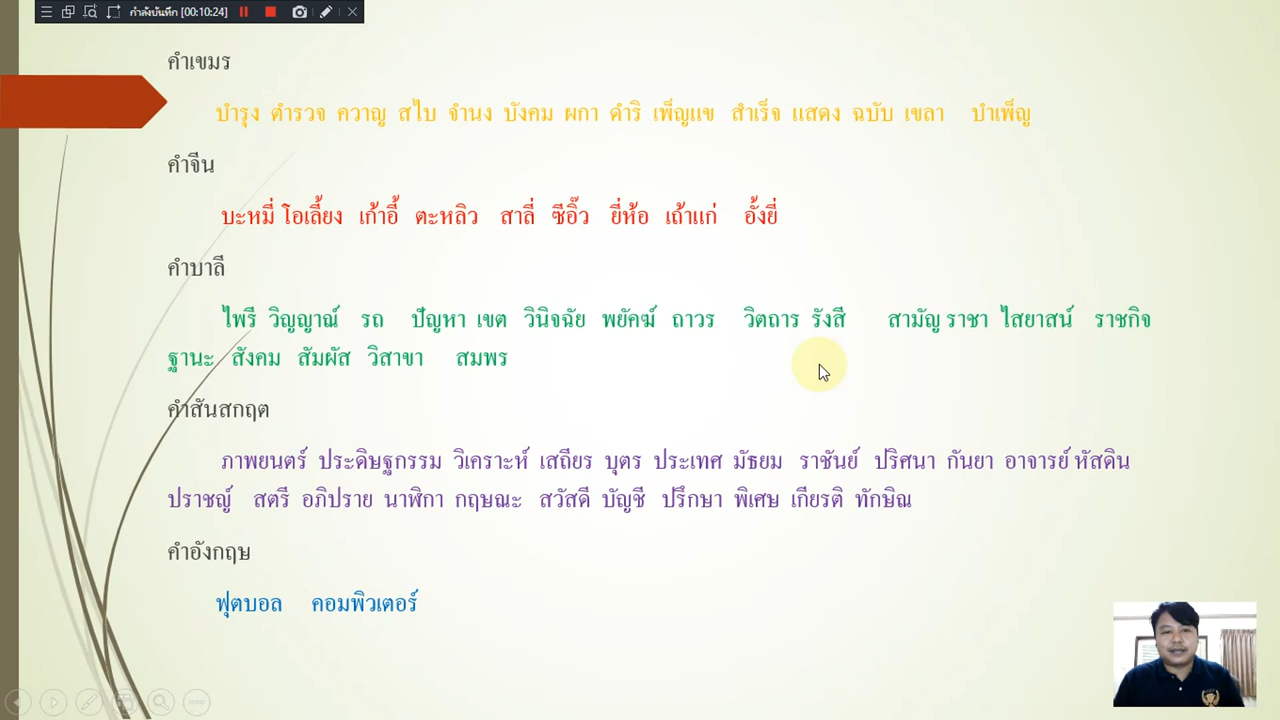 กำลังบันทึก [00:10:24]
คำเขมร
บำรุง ตำรวจ ควาญ สไบ จำนง บังคม ผกา ดำริ เพ็ญแข สำเร็จ แสดง ฉบับ เขลา บำเพ็ญ
คำจีน
บะหมี่ โอเลี้ยง เก้าอี้ ตะหลิว สาลี่ ซีอิ๊ว ยี่ห้อ เถ้าแก่ อั้งยี่
คำบาลี
ไพรี วิญญาณ์ รถ ปัญหา เขต วินิจฉัย พยัคฆ์ ถาวร วิตถาร รังสี สามัญ ราชา ไสยาสน์ ราชกิจ
ฐานะ สังคม สัมผัส วิสาขา สมพร
คำสันสกฤต
ภาพยนตร์ ประดิษฐกรรม วิเคราะห์ เสถียร บุตร ประเทศ มัธยม ราชันย์ ปริศนา กันยา อาจารย์ หัสดิน
ปราชญ์ สตรี อภิปราย นาฬิกา กฤษณะ สวัสดี บัญชี ปรึกษา พิเศษ เกียรติ ทักษิณ
คำอังกฤษ
ฟุตบอล คอมพิวเตอร์